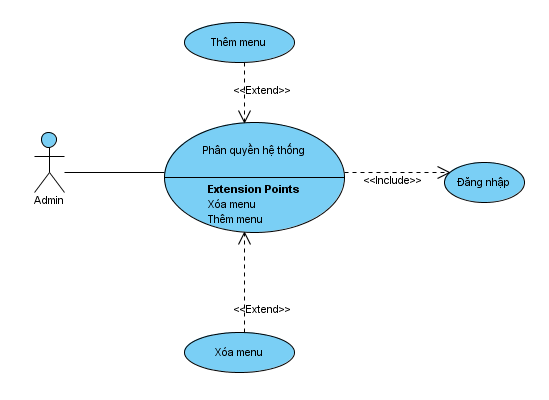 Thêm menu
<<Extend>>
Phân quyền hệ thống
<<Include>>
Đăng nhập
Extension Points
Xóa menu
Thêm menu
Admin
<<Extend>>
Xóa menu